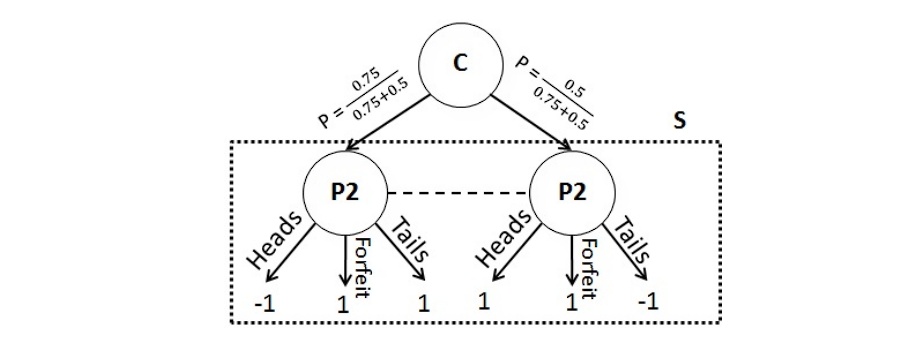 C
P = 0.75 / 0.75+0.5
P = 0.5 / 0.75+0.5
S
P2
P2
Heads
Forfeit
Tails
Heads
Forfeit
Tails
-1
1
1
1
1
-1